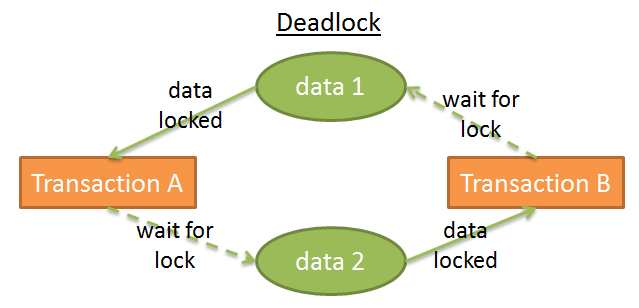 Deadlock
data 1
data
locked
wait for
lock
Transaction A
Transaction B
wait for
lock
data 2
data
locked